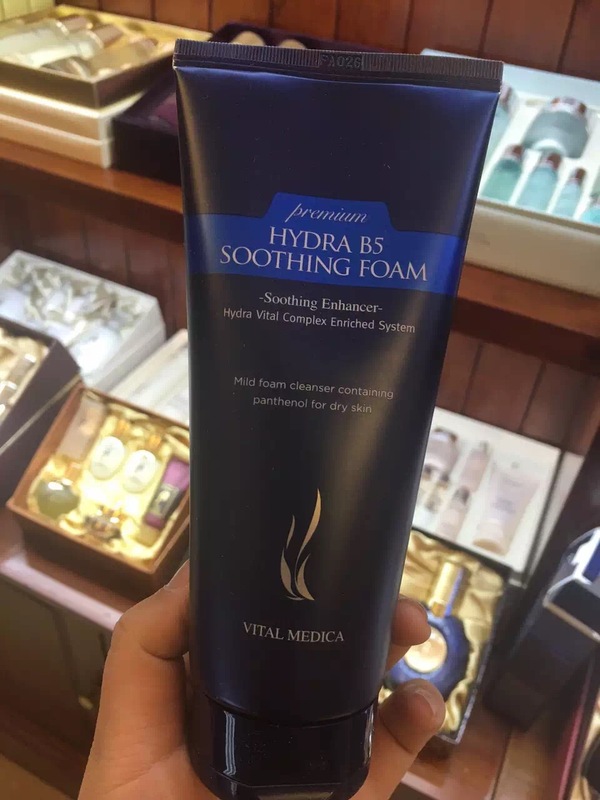 FA026
premium
HYDRA B5
SOOTHING FOAM
-Soothing Enhancer-
Hydra Vital Complex Enriched System
Mild foam cleanser containing
panthenol for dry skin
VITAL MEDICA